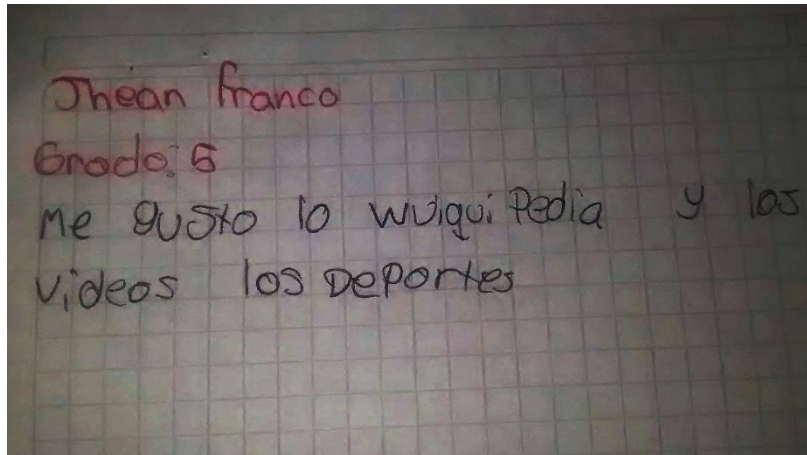 Jhean franco
Grado: 5
Me gusto lo wuiqui Pedia y los
videos los Deportes